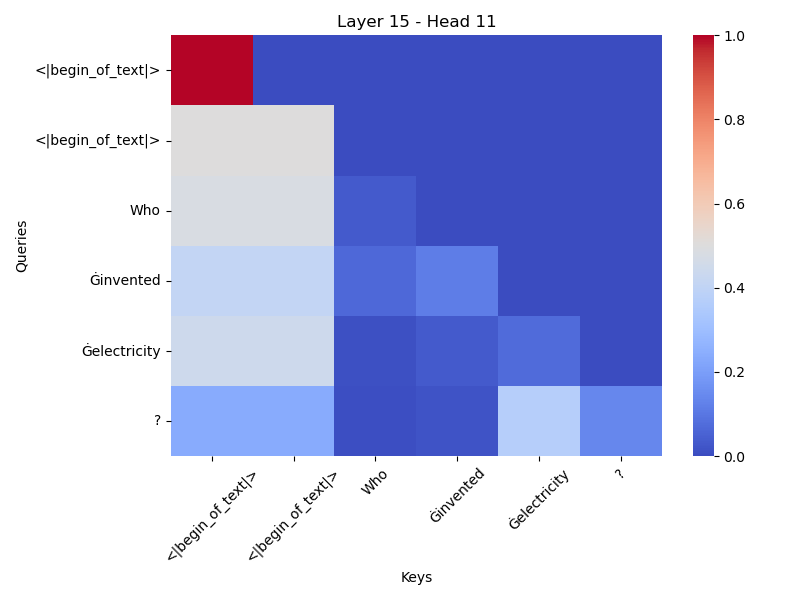 Layer 15 - Head 11
<|begin_of_text|>
<|begin_of_text|>
Who
Ġinvented
Ġelectricity
?
Queries
<|begin_of_text|>
<|begin_of_text|>
Who
Ġinvented
Ġelectricity
?
Keys
1.0
0.8
0.6
0.4
0.2
0.0